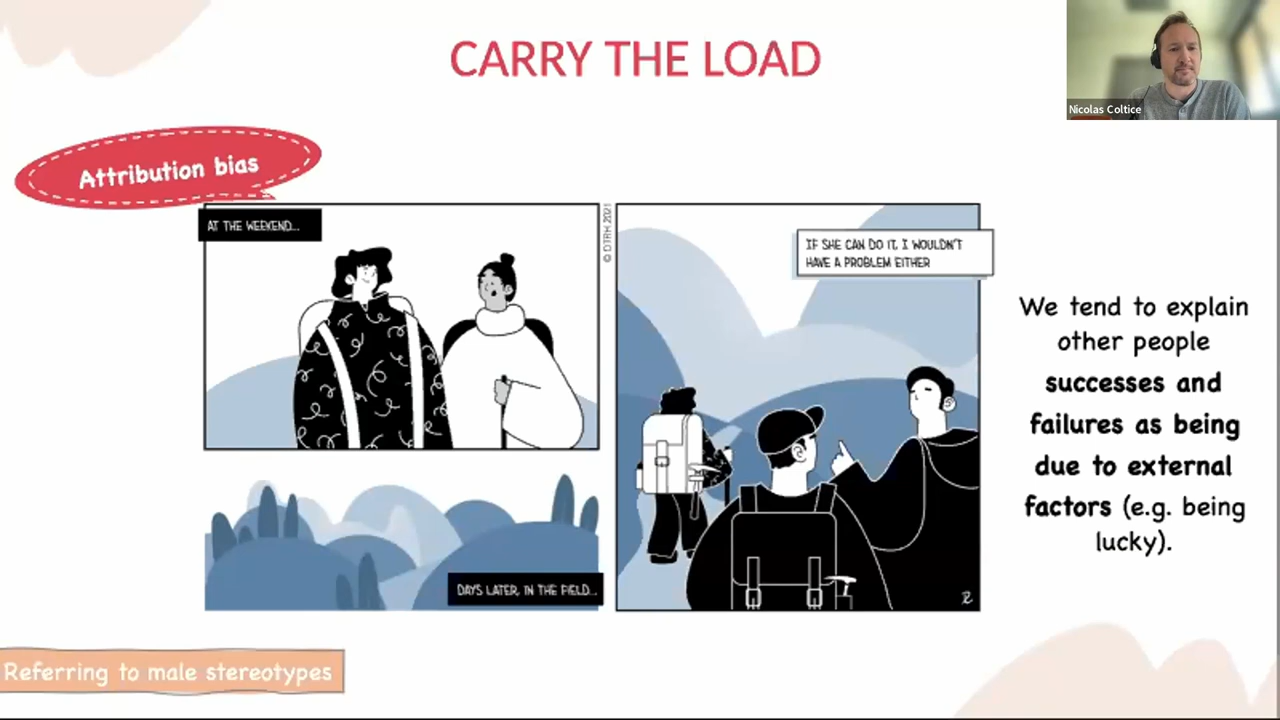 CARRY THE LOAD
Nicolas Coltice
Attribution bias
AT THE WEEKEND...
© DTRH 2021
IF SHE CAN DO IT, I WOULDN'T
HAVE A PROBLEM EITHER
We tend to explain
other people
successes and
failures as being
due to external
factors (e.g. being
lucky).
DAYS LATER, IN THE FIELD...
Referring to male stereotypes